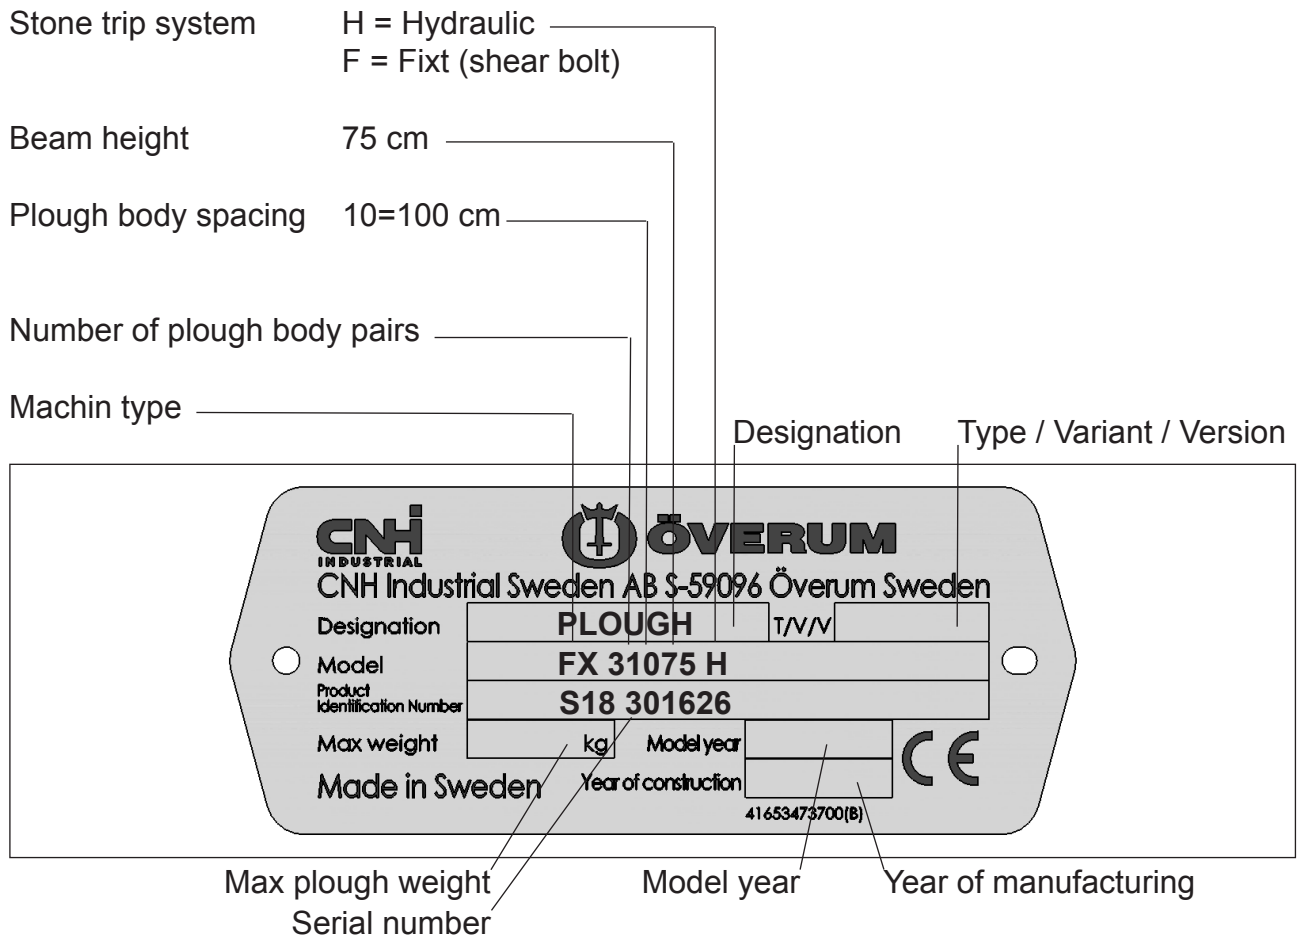 Stone trip system H = Hydraulic
F = Fixt (shear bolt)
Beam height 75 cm
Plough body spacing 10=100 cm
Number of plough body pairs
Machin type
Designation Type / Variant / Version
CNH INDUSTRIAL ÖVERUM
CNH Industrial Sweden AB S-59096 Överum Sweden
Designation PLOUGH T/V/V
Model FX 31075 H
Product Identification Number S18 301626
Max weight kg Model year CE
Made in Sweden Year of construction
41653473700(B)
Max plough weight Model year Year of manufacturing
Serial number